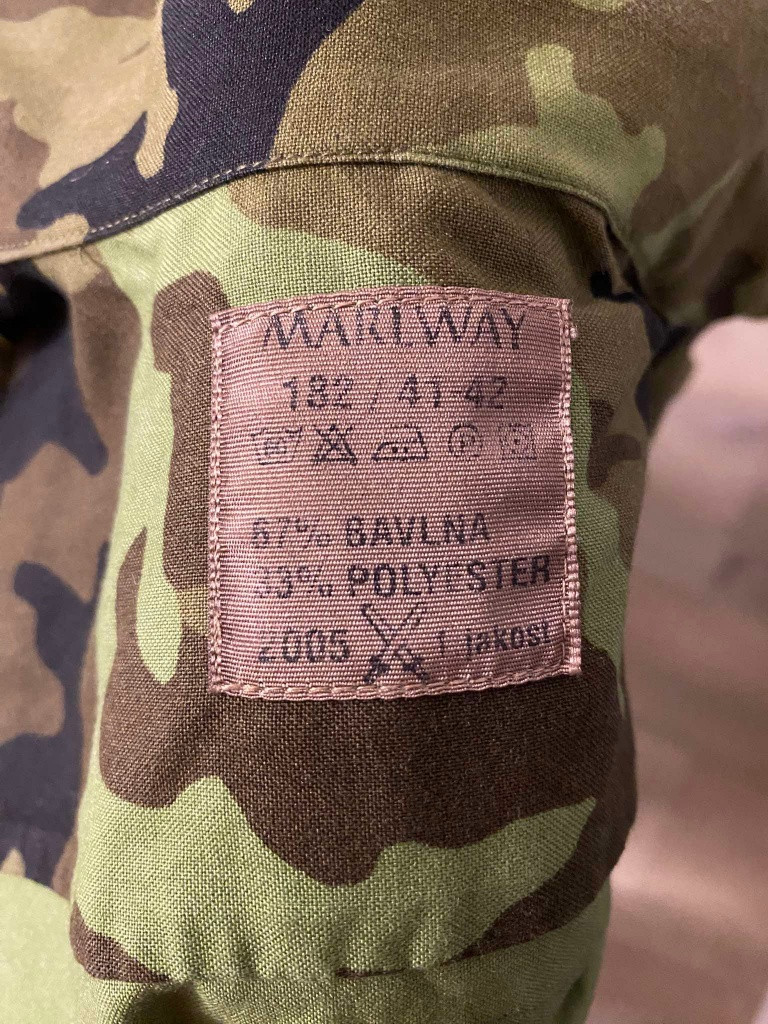 MARLWAY
182 / 41-42
67% BAVLNA
33% POLYESTER
2005 I jakost